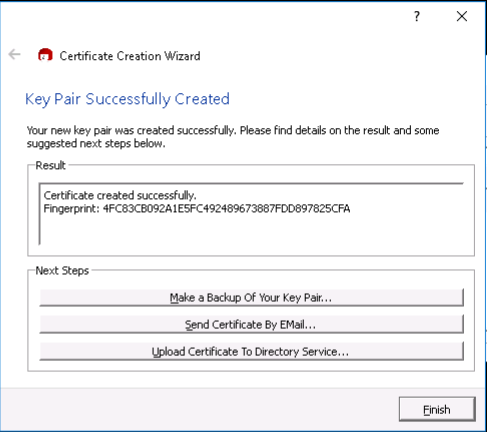 ?
Certificate Creation Wizard
Key Pair Successfully Created
Your new key pair was created successfully. Please find details on the result and some
suggested next steps below.
Result
Certificate created successfully.
Fingerprint: 4FC83CB092A1E5FC492489673887FDD897825CFA
Next Steps
Make a Backup Of Your Key Pair...
Send Certificate By EMail...
Upload Certificate To Directory Service...
Finish